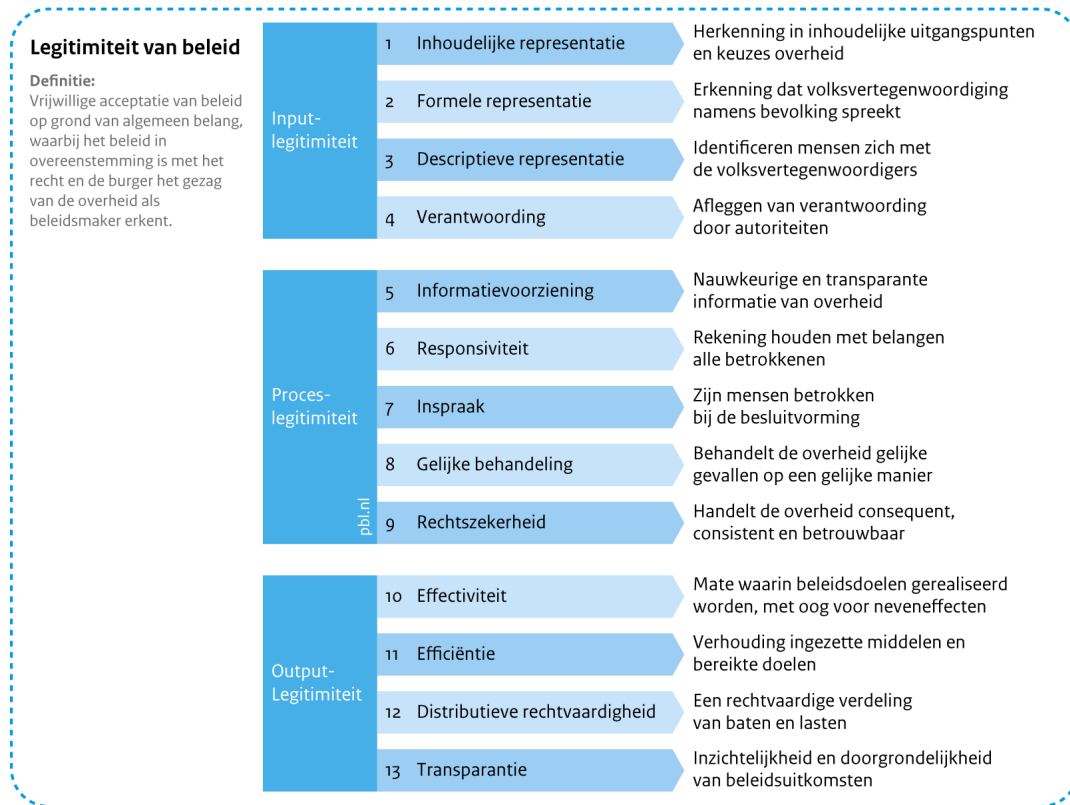 Legitimiteit van beleid
Definitie:
Vrijwillige acceptatie van beleid
op grond van algemeen belang,
waarbij het beleid in
overeenstemming is met het
recht en de burger het gezag
van de overheid als
beleidsmaker erkent.
Input-
legitimiteit
1 Inhoudelijke representatie
Herkenning in inhoudelijke uitgangspunten
en keuzes overheid
2 Formele representatie
Erkenning dat volksvertegenwoordiging
namens bevolking spreekt
3 Descriptieve representatie
Identificeren mensen zich met
de volksvertegenwoordigers
4 Verantwoording
Afleggen van verantwoording
door autoriteiten
Proces-
legitimiteit
5 Informatievoorziening
Nauwkeurige en transparante
informatie van overheid
6 Responsiviteit
Rekening houden met belangen
alle betrokkenen
7 Inspraak
Zijn mensen betrokken
bij de besluitvorming
8 Gelijke behandeling
Behandelt de overheid gelijke
gevallen op een gelijke manier
9 Rechtszekerheid
Handelt de overheid consequent,
consistent en betrouwbaar
pbl.nl
Output-
Legitimiteit
10 Effectiviteit
Mate waarin beleidsdoelen gerealiseerd
worden, met oog voor neveneffecten
11 Efficiëntie
Verhouding ingezette middelen en
bereikte doelen
12 Distributieve rechtvaardigheid
Een rechtvaardige verdeling
van baten en lasten
13 Transparantie
Inzichtelijkheid en doorgrondelijkheid
van beleidsuitkomsten